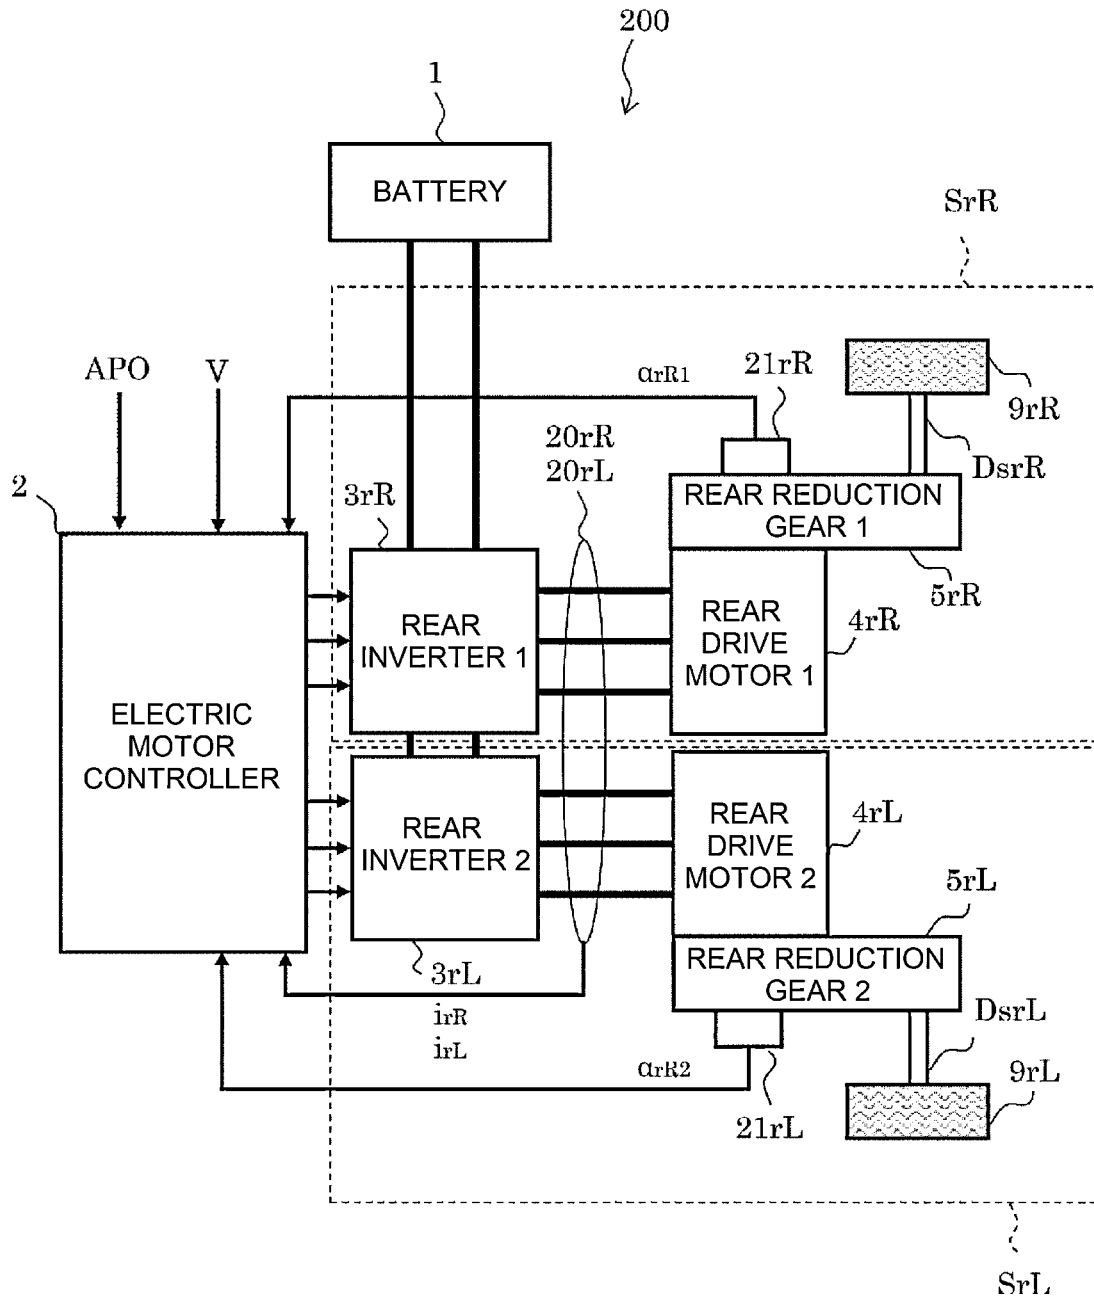 200
1
BATTERY
SrR
APO
V
αrR1
21rR
9rR
20rR
20rL
DsrR
2
3rR
REAR REDUCTION
GEAR 1
5rR
REAR
INVERTER 1
REAR
DRIVE
MOTOR 1
4rR
ELECTRIC
MOTOR
CONTROLLER
REAR
INVERTER 2
REAR
DRIVE
MOTOR 2
4rL
5rL
3rL
REAR REDUCTION
GEAR 2
irR
irL
DsrL
αrR2
21rL
9rL
SrL